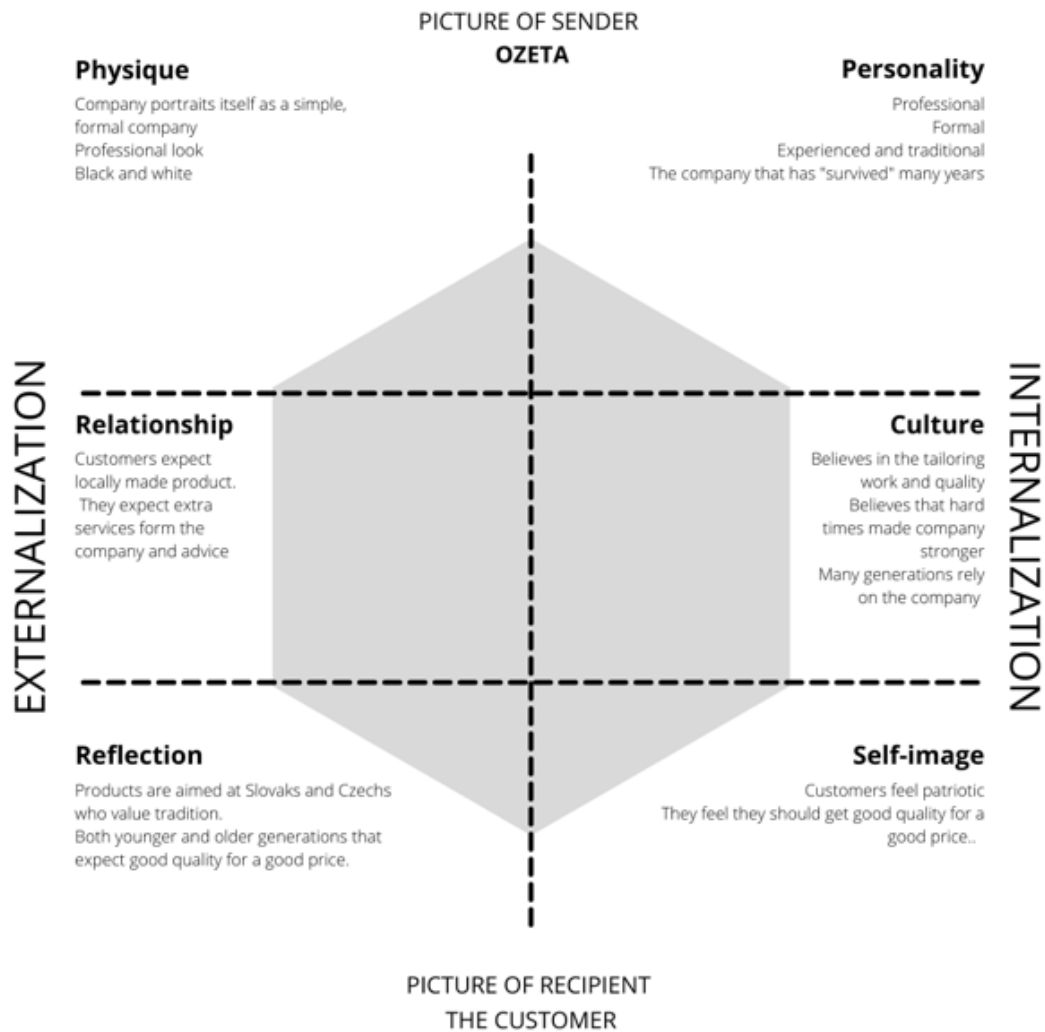 PICTURE OF SENDER
OZETA
Physique
Company portraits itself as a simple,
formal company
Professional look
Black and white
Personality
Professional
Formal
Experienced and traditional
The company that has "survived" many years
EXTERNALIZATION
INTERNALIZATION
Relationship
Customers expect
locally made product.
They expect extra
services form the
company and advice
Culture
Believes in the tailoring
work and quality
Believes that hard
times made company
stronger
Many generations rely
on the company
Reflection
Products are aimed at Slovaks and Czechs
who value tradition.
Both younger and older generations that
expect good quality for a good price.
Self-image
Customers feel patriotic
They feel they should get good quality for a
good price..
PICTURE OF RECIPIENT
THE CUSTOMER